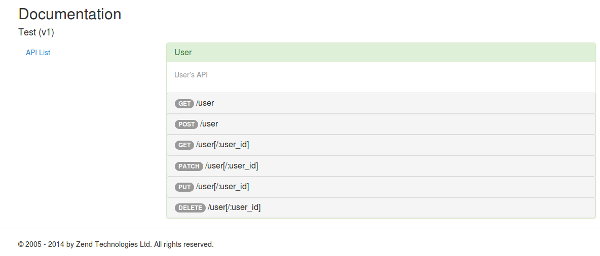 Documentation
Test (v1)
API List
User
User's API
GET /user
POST /user
GET /user[/:user_id]
PATCH /user[/:user_id]
PUT /user[/:user_id]
DELETE /user[/:user_id]
© 2005 - 2014 by Zend Technologies Ltd. All rights reserved.